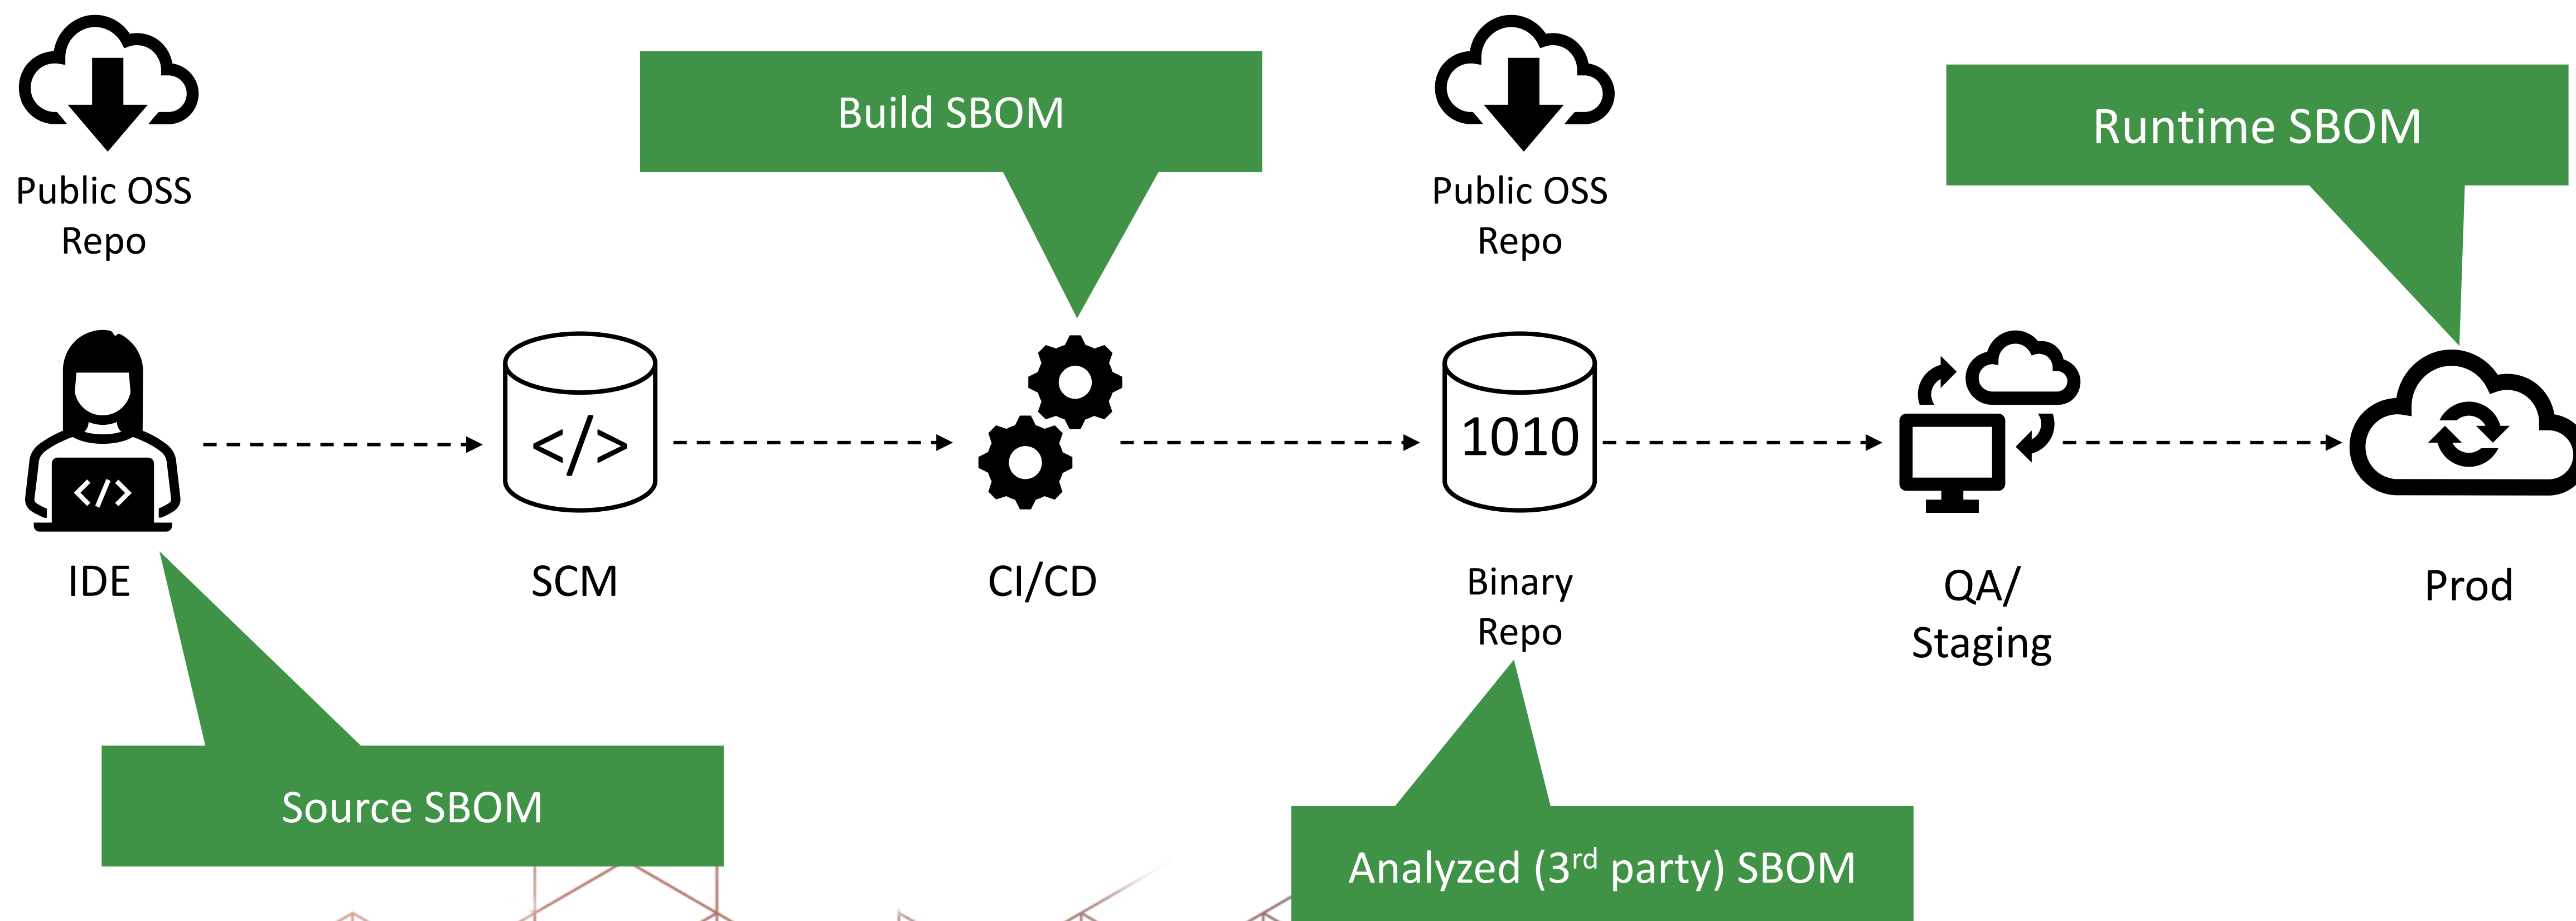 Public OSS
Repo
Build SBOM
Public OSS
Repo
Runtime SBOM
</>
</>
1010
IDE
SCM
CI/CD
Binary
Repo
QA/
Staging
Prod
Source SBOM
Analyzed (3rd party) SBOM